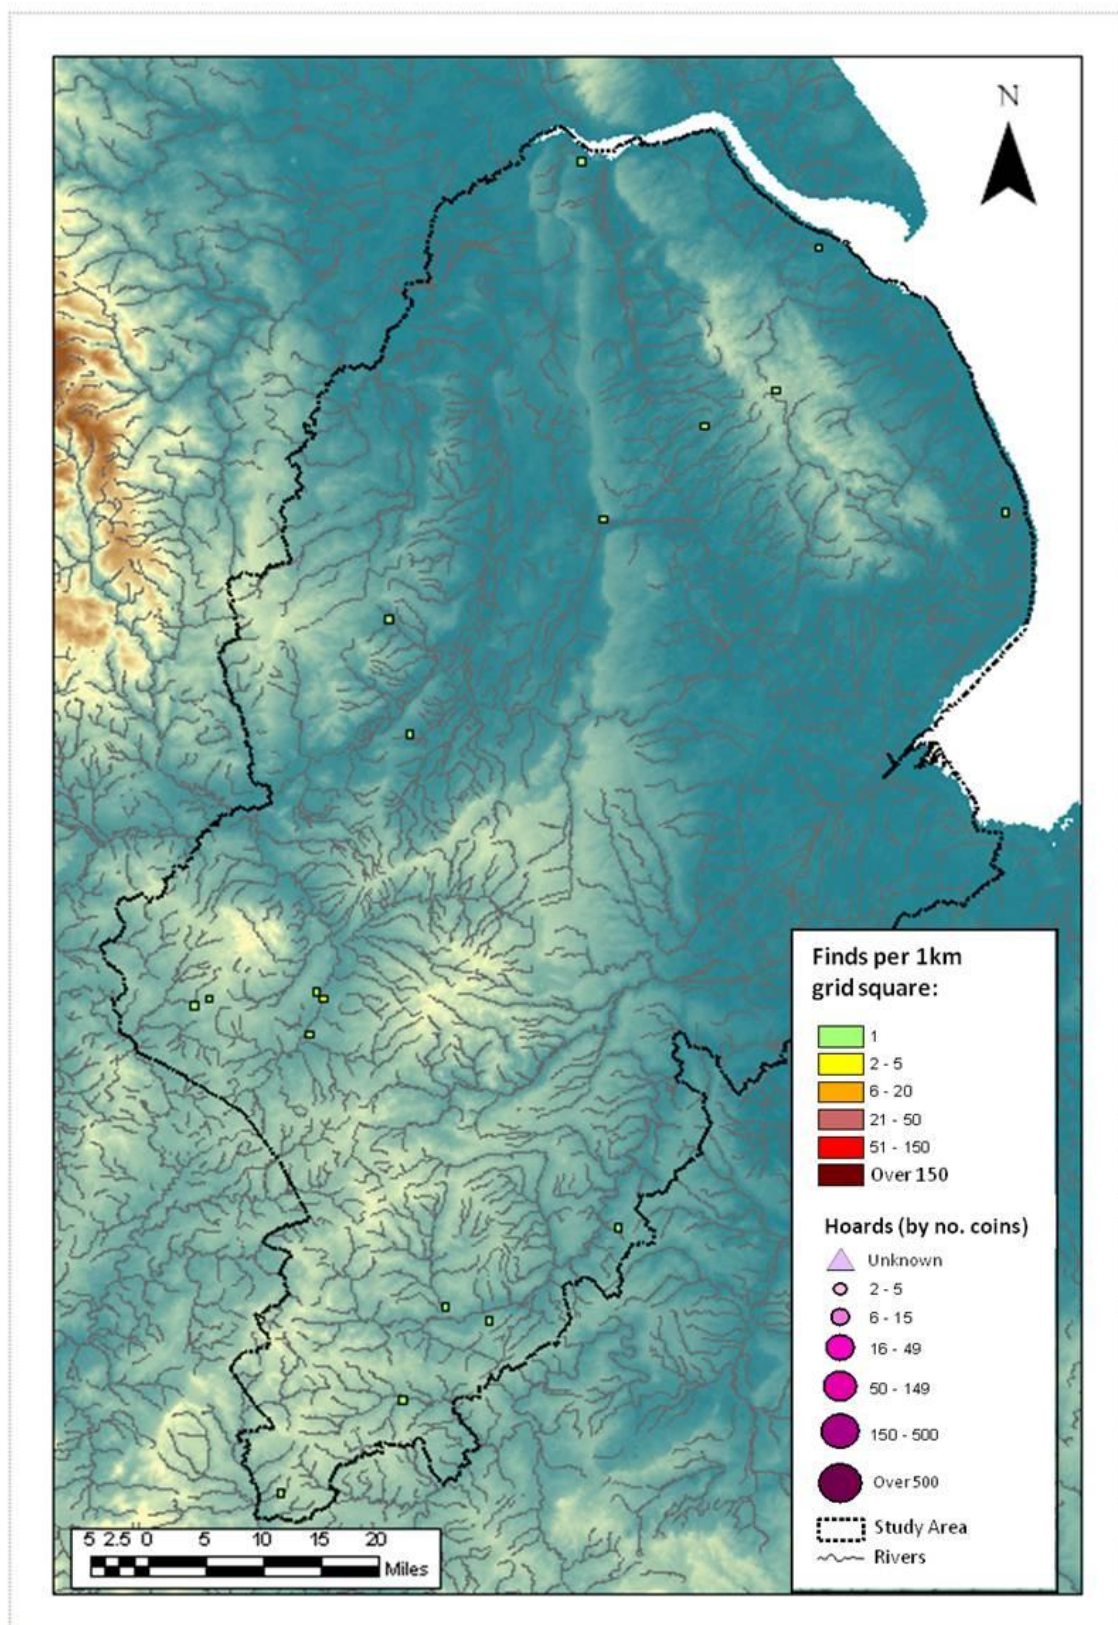 N
Finds per 1km
grid square:
1
2 - 5
6 - 20
21 - 50
51 - 150
Over 150
Hoards (by no. coins)
Unknown
2 - 5
6 - 15
16 - 49
50 - 149
150 - 500
Over500
Study Area
Rivers
5 2.5 0 5 10 15 20
Miles